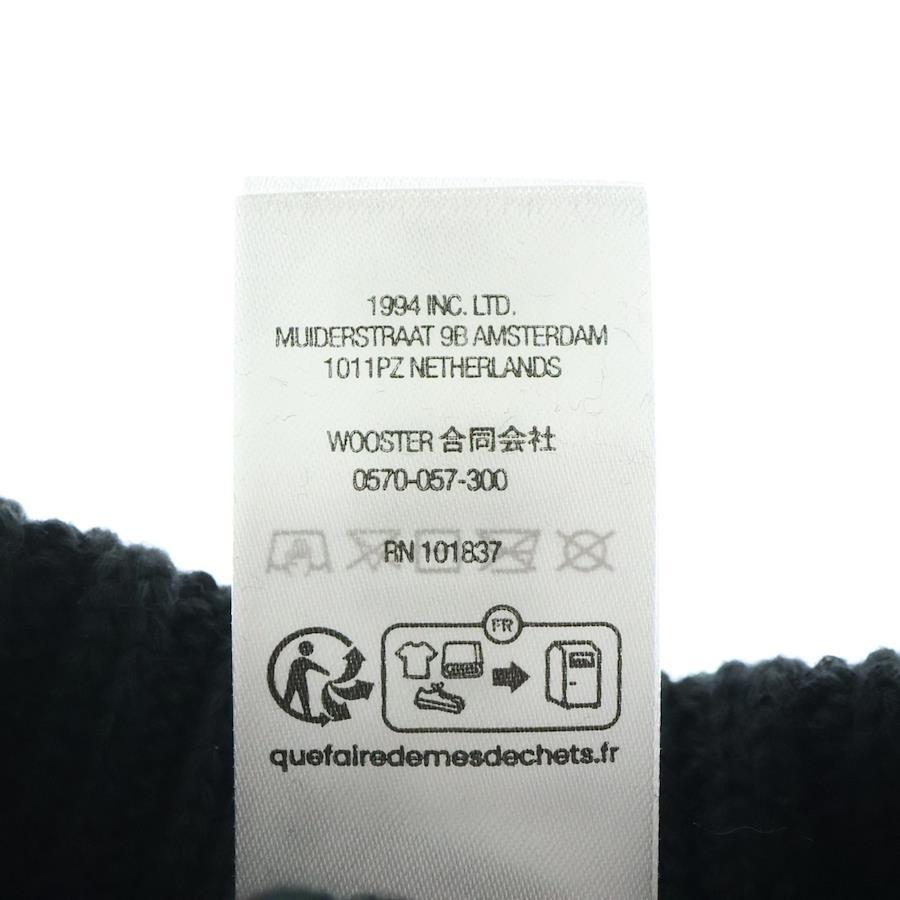 1994 INC. LTD.
MUIDERSTRAAT 9B AMSTERDAM
1011PZ NETHERLANDS
WOOSTER 合同会社
0570-057-300
RN 101837
FR
quefairedemesdechets.fr